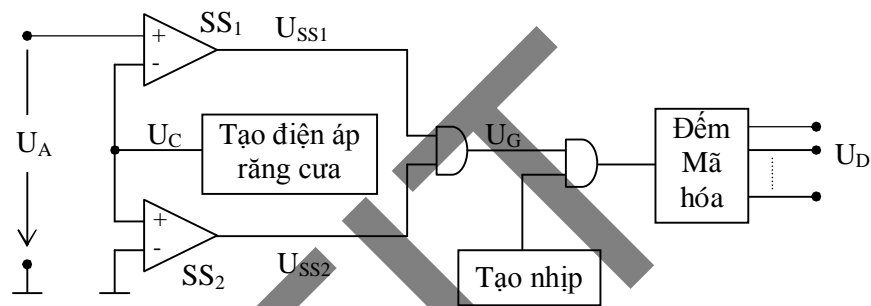 SS1
USS1
+
-
UA
UC
Tạo điện áp
răng cưa
UG
Đếm
Mã
hóa
UD
+
-
SS2
USS2
Tạo nhịp